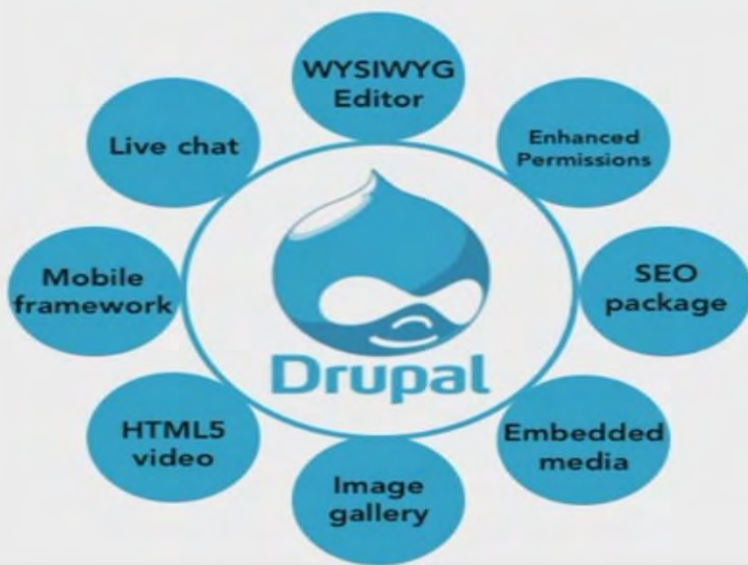 WYSIWYG
Editor
Enhanced
Permissions
SEO
package
Embedded
media
Image
gallery
HTML5
video
Mobile
framework
Live chat
Drupal